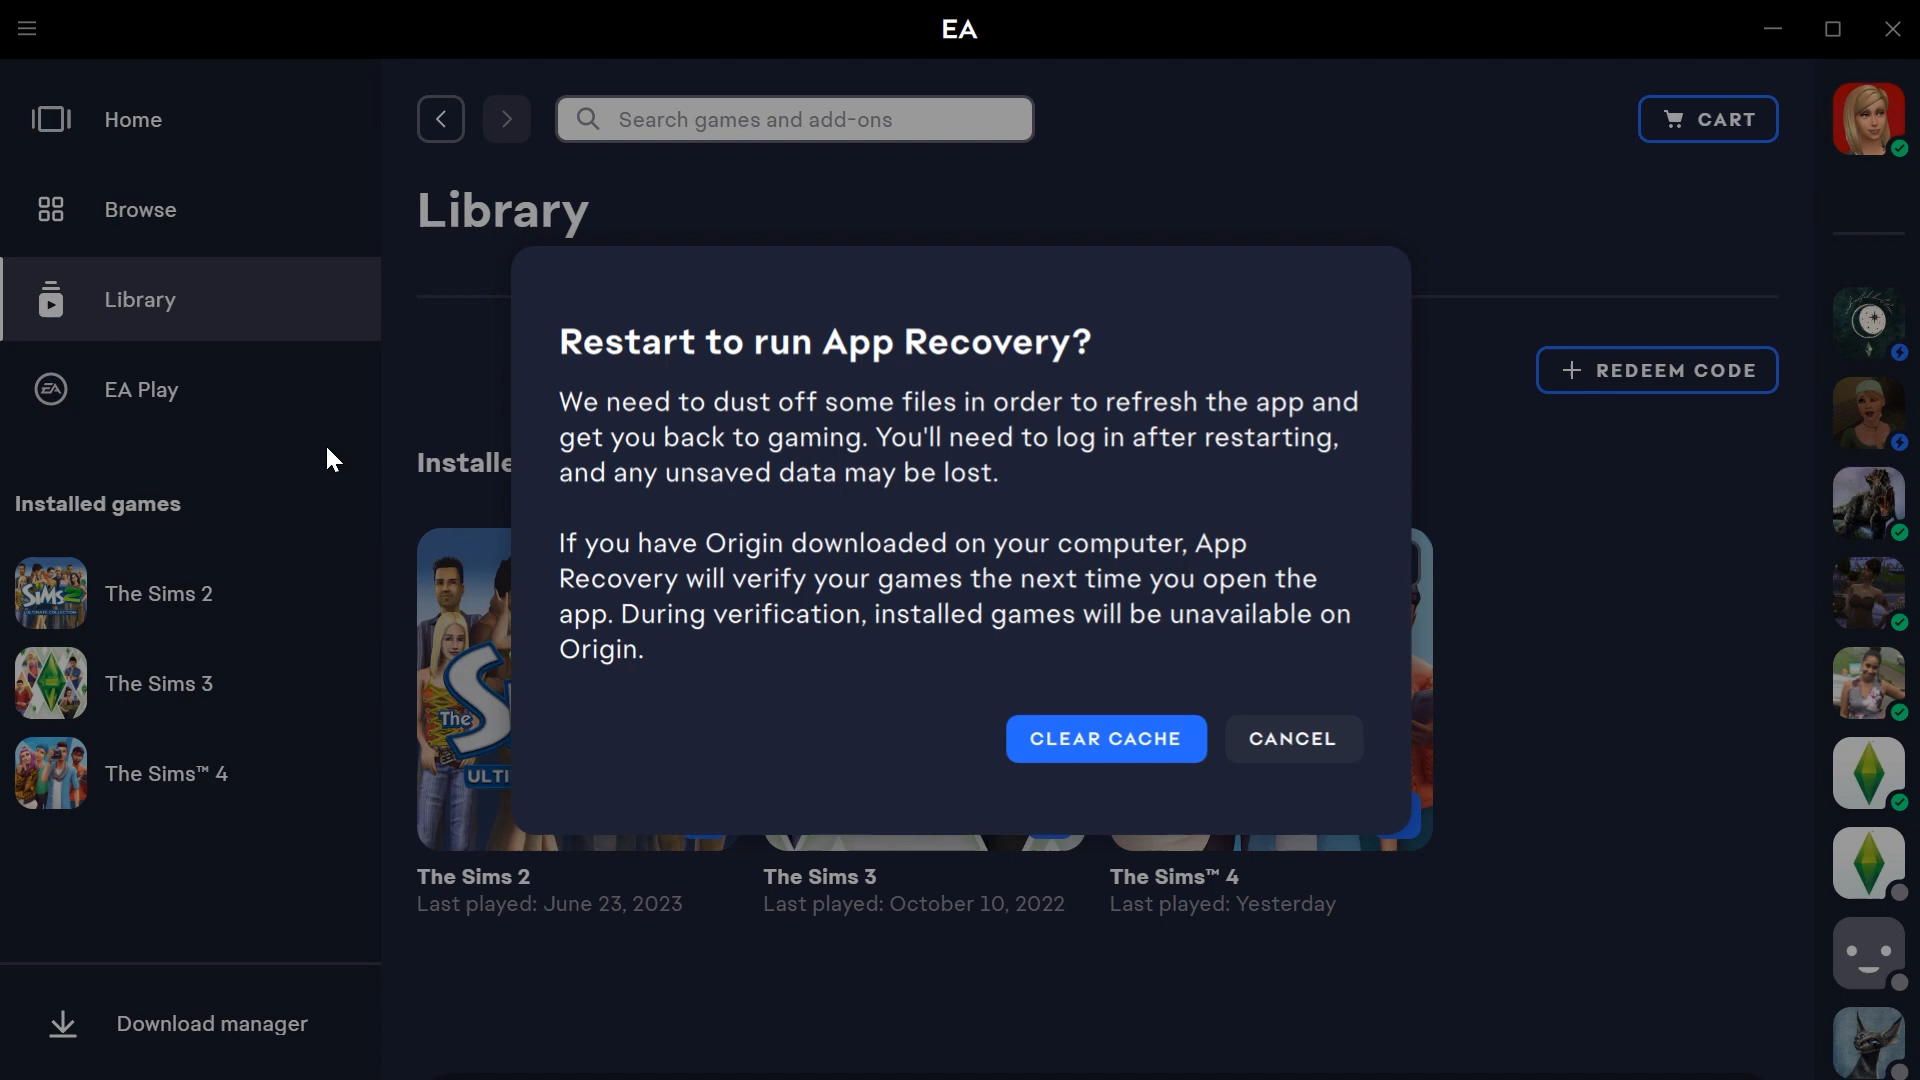 EA
Home
Browse
Library
EA Play
Installed games
The Sims 2
The Sims 3
The Sims™ 4
Download manager
Search games and add-ons
CART
Library
REDEEM CODE
Installe
Restart to run App Recovery?
We need to dust off some files in order to refresh the app and
get you back to gaming. You'll need to log in after restarting,
and any unsaved data may be lost.
If you have Origin downloaded on your computer, App
Recovery will verify your games the next time you open the
app. During verification, installed games will be unavailable on
Origin.
CLEAR CACHE
CANCEL
The
S
ULTI
The Sims 2
Last played: June 23, 2023
The Sims 3
Last played: October 10, 2022
The Sims™ 4
Last played: Yesterday